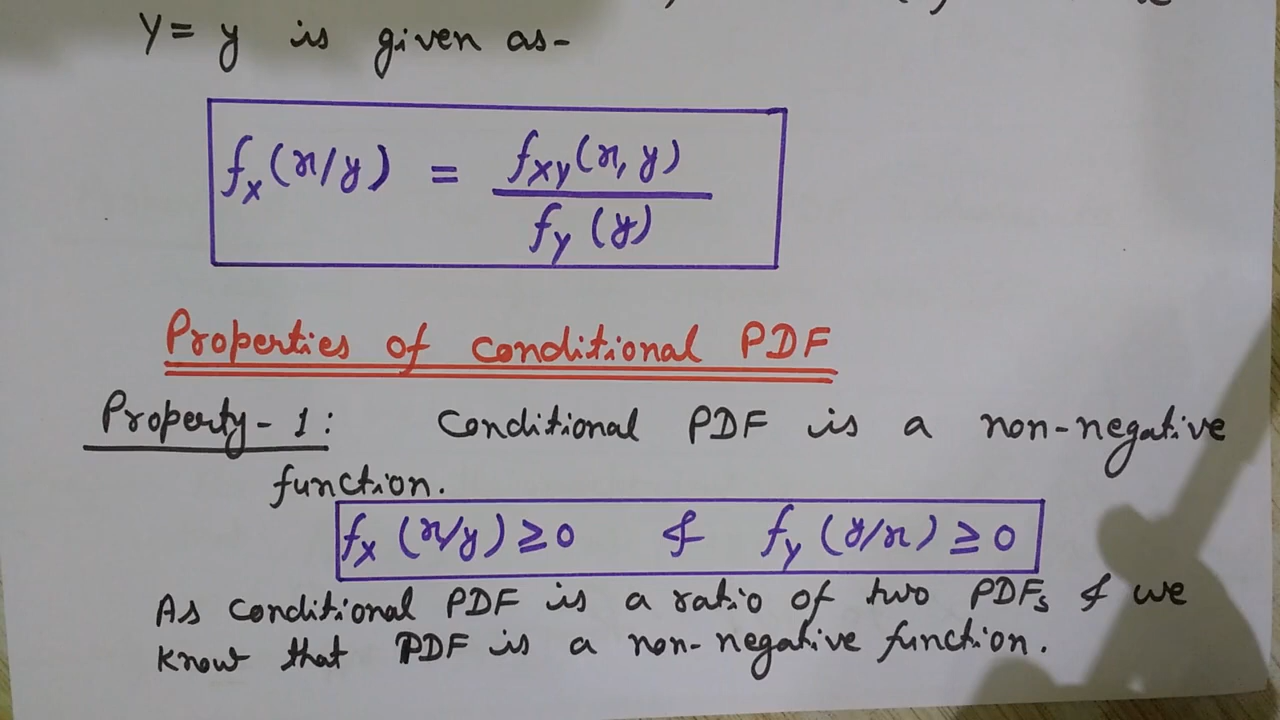 Y = y is given as-
fx(x/y) = fxy(x, y) / fy(y)
Properties of conditional PDF
Property-1: Conditional PDF is a non-negative
function.
fx (x/y) ≥ 0 & fy (y/x) ≥ 0
As conditional PDF is a ratio of two PDFs & we
know that PDF is a non-negative function.